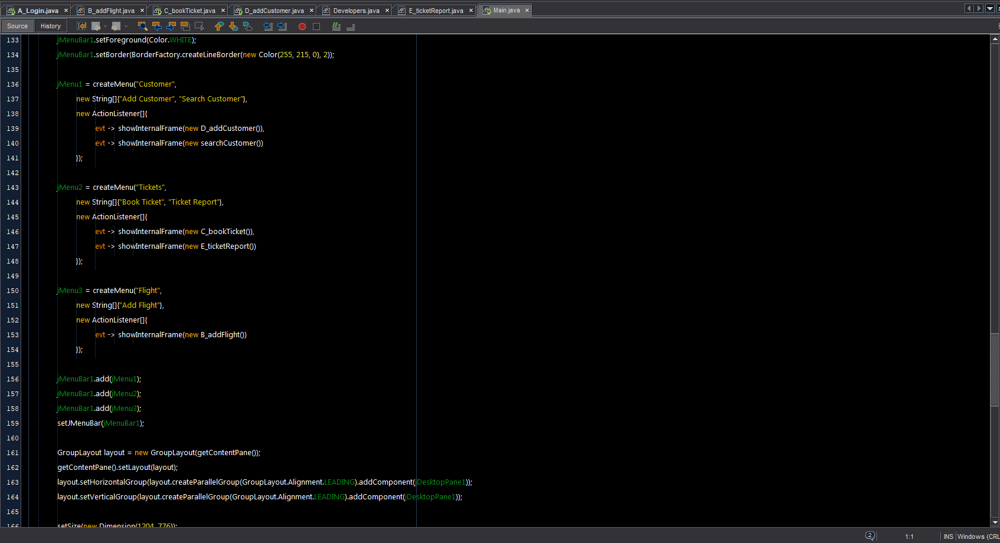 A_Login.java × B_addFlight.java × C_bookTicket.java × D_addCustomer.java × Developers.java × E_ticketReport.java × Main.java ×
Source History
133 jMenuBar1.setForeground(Color.WHITE);
134 jMenuBar1.setBorder(BorderFactory.createLineBorder(new Color(255, 215, 0), 2));
135
136 jMenu1 = createMenu("Customer",
137 new String[]{"Add Customer", "Search Customer"},
138 new ActionListener[]{
139 evt -> showInternalFrame(new D_addCustomer()),
140 evt -> showInternalFrame(new searchCustomer())
141 });
142
143 jMenu2 = createMenu("Tickets",
144 new String[]{"Book Ticket", "Ticket Report"},
145 new ActionListener[]{
146 evt -> showInternalFrame(new C_bookTicket()),
147 evt -> showInternalFrame(new E_ticketReport())
148 });
149
150 jMenu3 = createMenu("Flight",
151 new String[]{"Add Flight"},
152 new ActionListener[]{
153 evt -> showInternalFrame(new B_addFlight())
154 });
155
156 jMenuBar1.add(jMenu1);
157 jMenuBar1.add(jMenu2);
158 jMenuBar1.add(jMenu3);
159 setJMenuBar(jMenuBar1);
160
161 GroupLayout layout = new GroupLayout(getContentPane());
162 getContentPane().setLayout(layout);
163 layout.setHorizontalGroup(layout.createParallelGroup(GroupLayout.Alignment.LEADING).addComponent(jDesktopPane1));
164 layout.setVerticalGroup(layout.createParallelGroup(GroupLayout.Alignment.LEADING).addComponent(jDesktopPane1));
165
166 setSize(new Dimension(1204, 776));
2 1:1 INS Windows (CRL